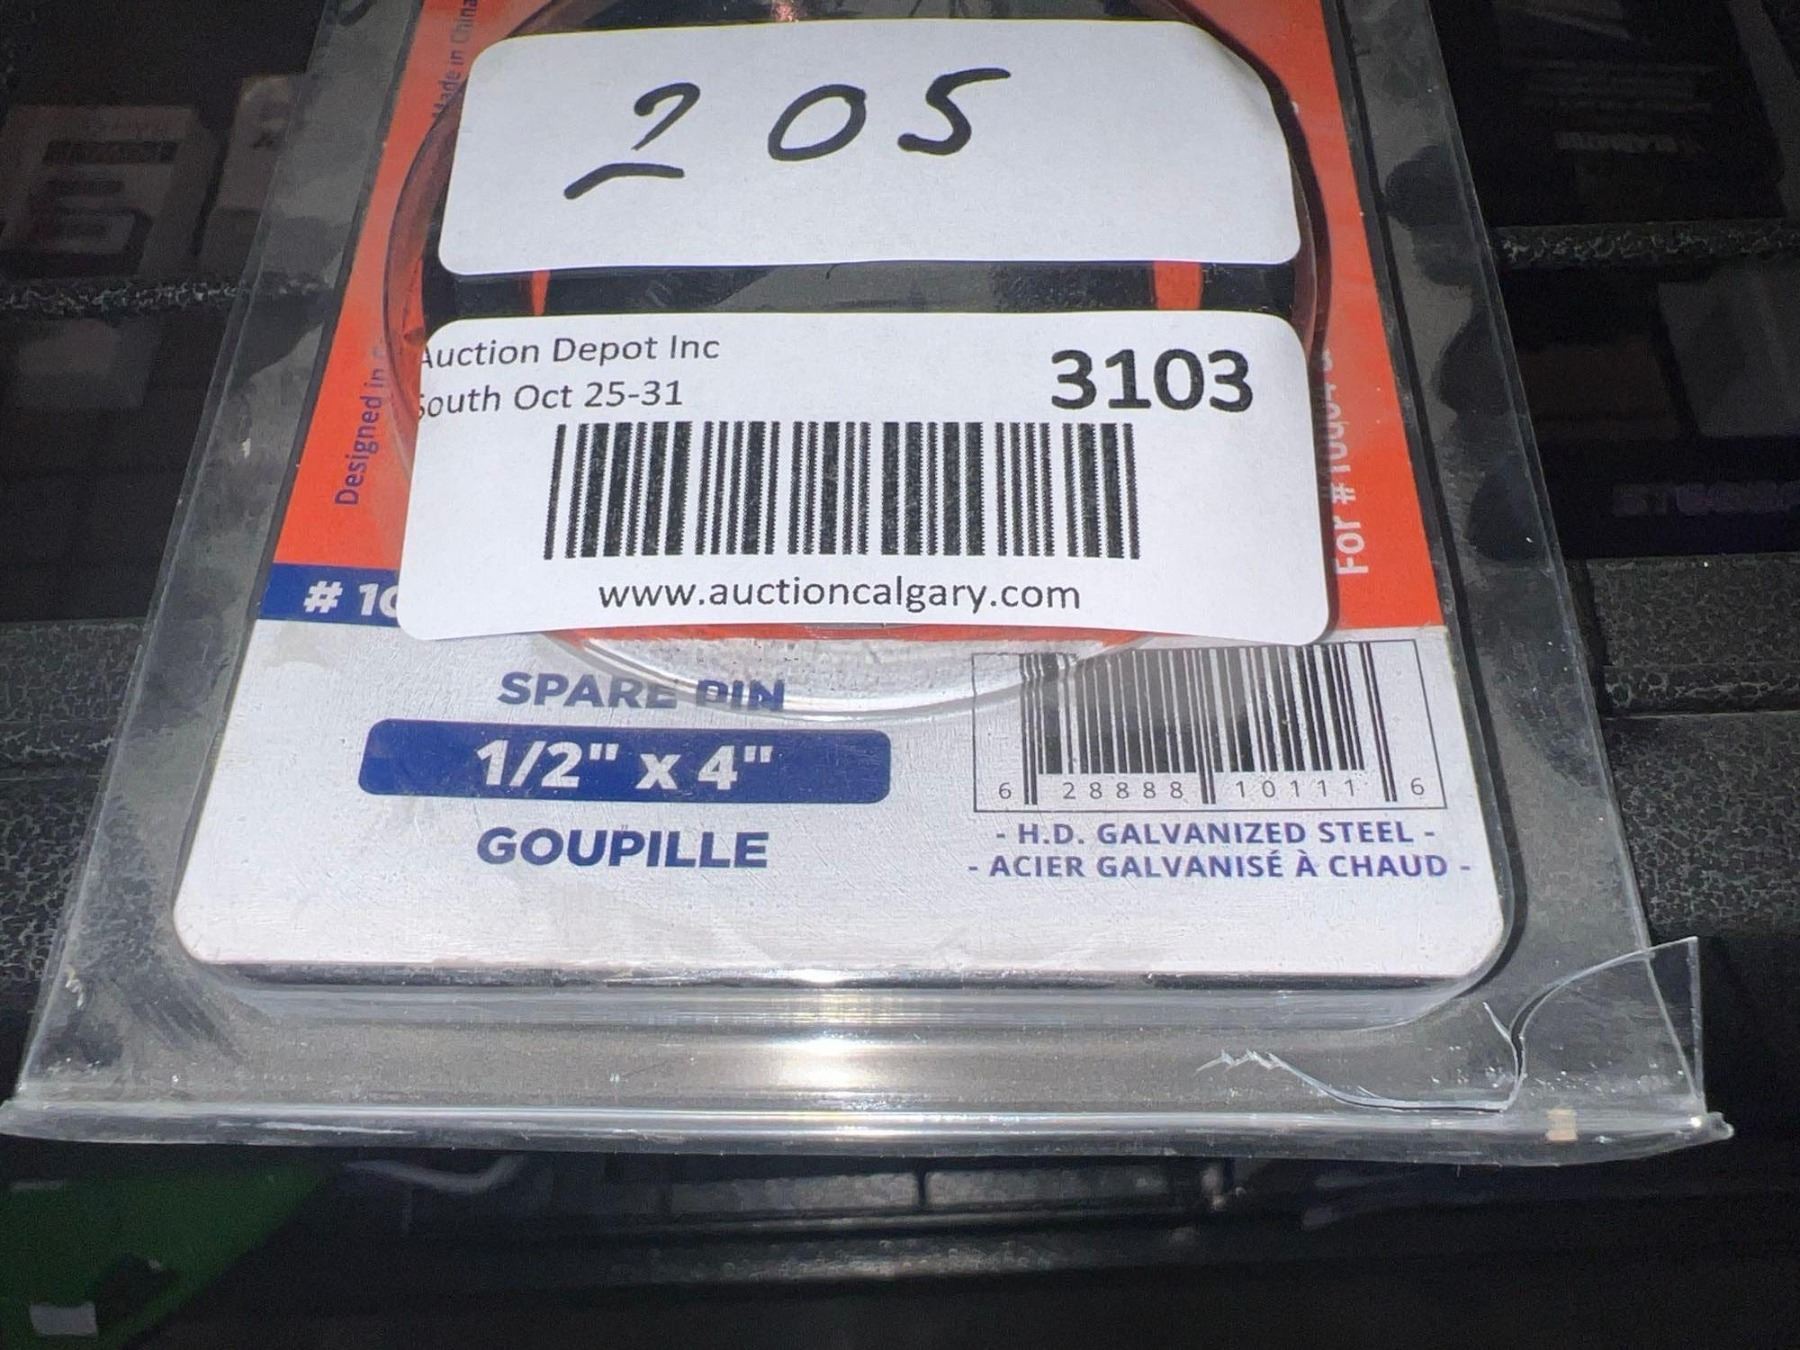 Made in China
205
Auction Depot Inc
South Oct 25-31
3103
www.auctioncalgary.com
Designed in
For #
# 10
SPARE PIN
1/2" x 4"
GOUPILLE
6 28888 10111 6
- H.D. GALVANIZED STEEL -
- ACIER GALVANISÉ À CHAUD -